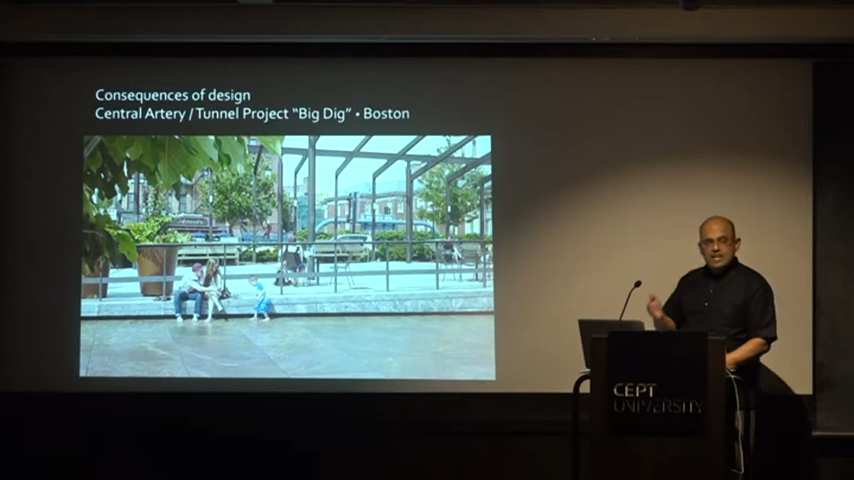 Consequences of design
Central Artery / Tunnel Project “Big Dig” • Boston
CEPT
UNIVERSITY